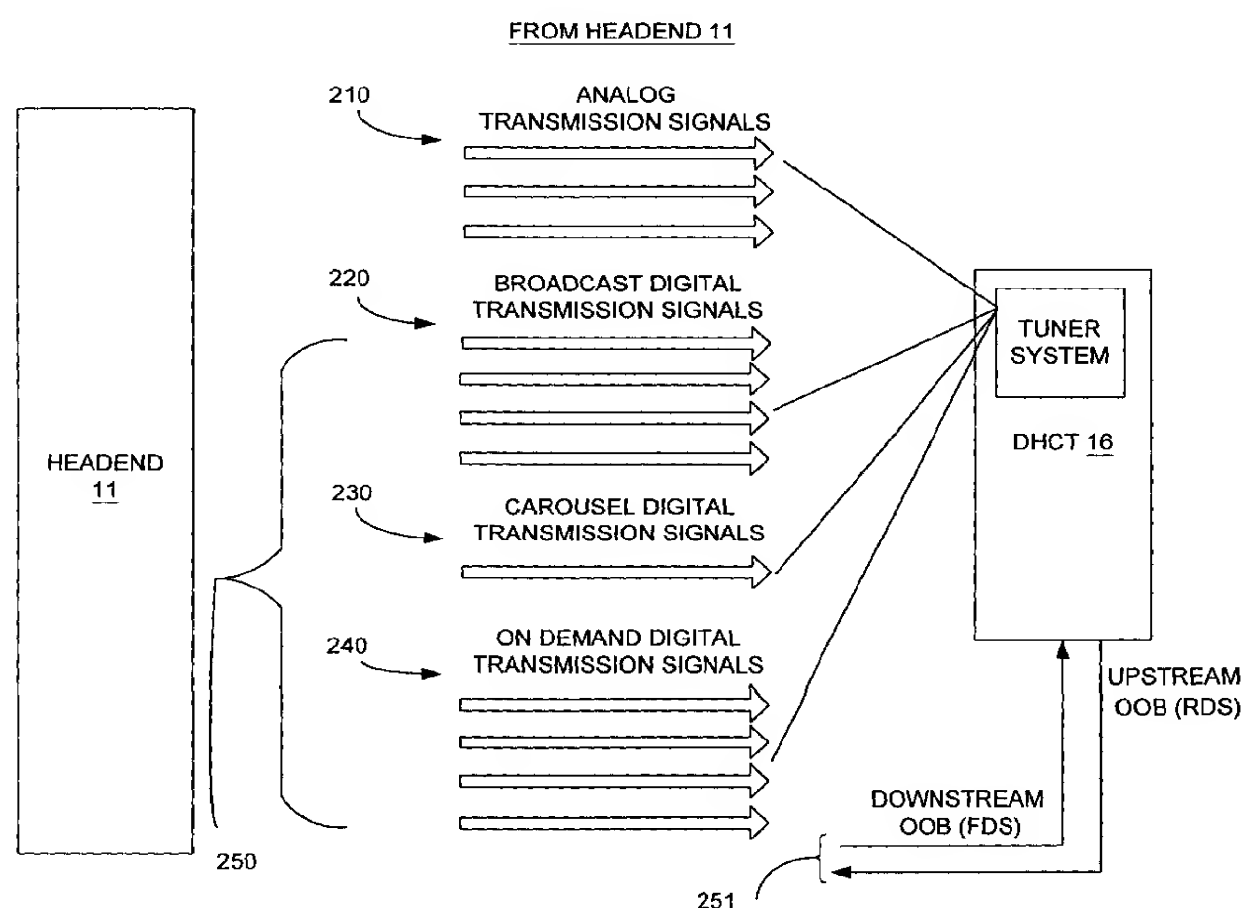 FROM HEADEND 11
210
ANALOG
TRANSMISSION SIGNALS
220
BROADCAST DIGITAL
TRANSMISSION SIGNALS
TUNER
SYSTEM
DHCT 16
HEADEND
11
230
CAROUSEL DIGITAL
TRANSMISSION SIGNALS
240
ON DEMAND DIGITAL
TRANSMISSION SIGNALS
UPSTREAM
OOB (RDS)
DOWNSTREAM
OOB (FDS)
250
251